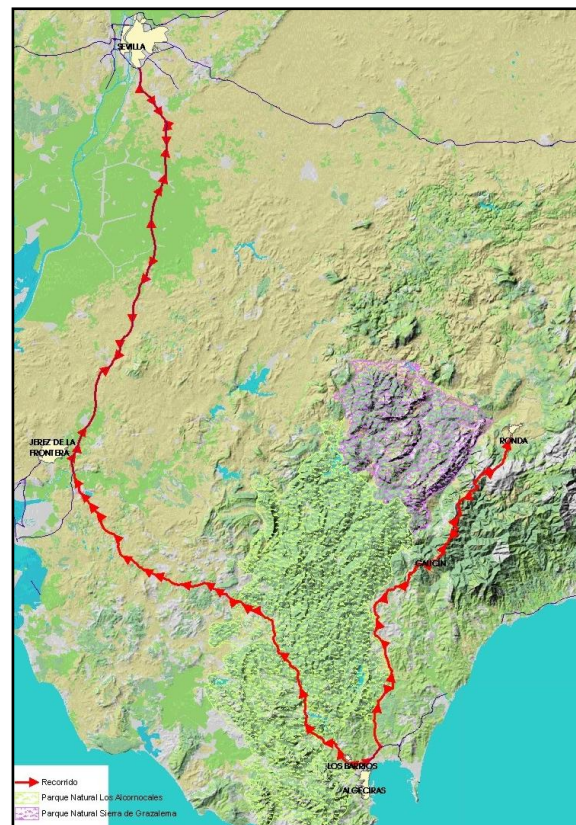 SEVILLA
JEREZ DE LA
FRONTERA
RONDA
GAUCIN
LOS BARRIOS
ALGECIRAS
Recorrido
Parque Natural Los Alcornocales
Parque Natural Sierra de Grazalema